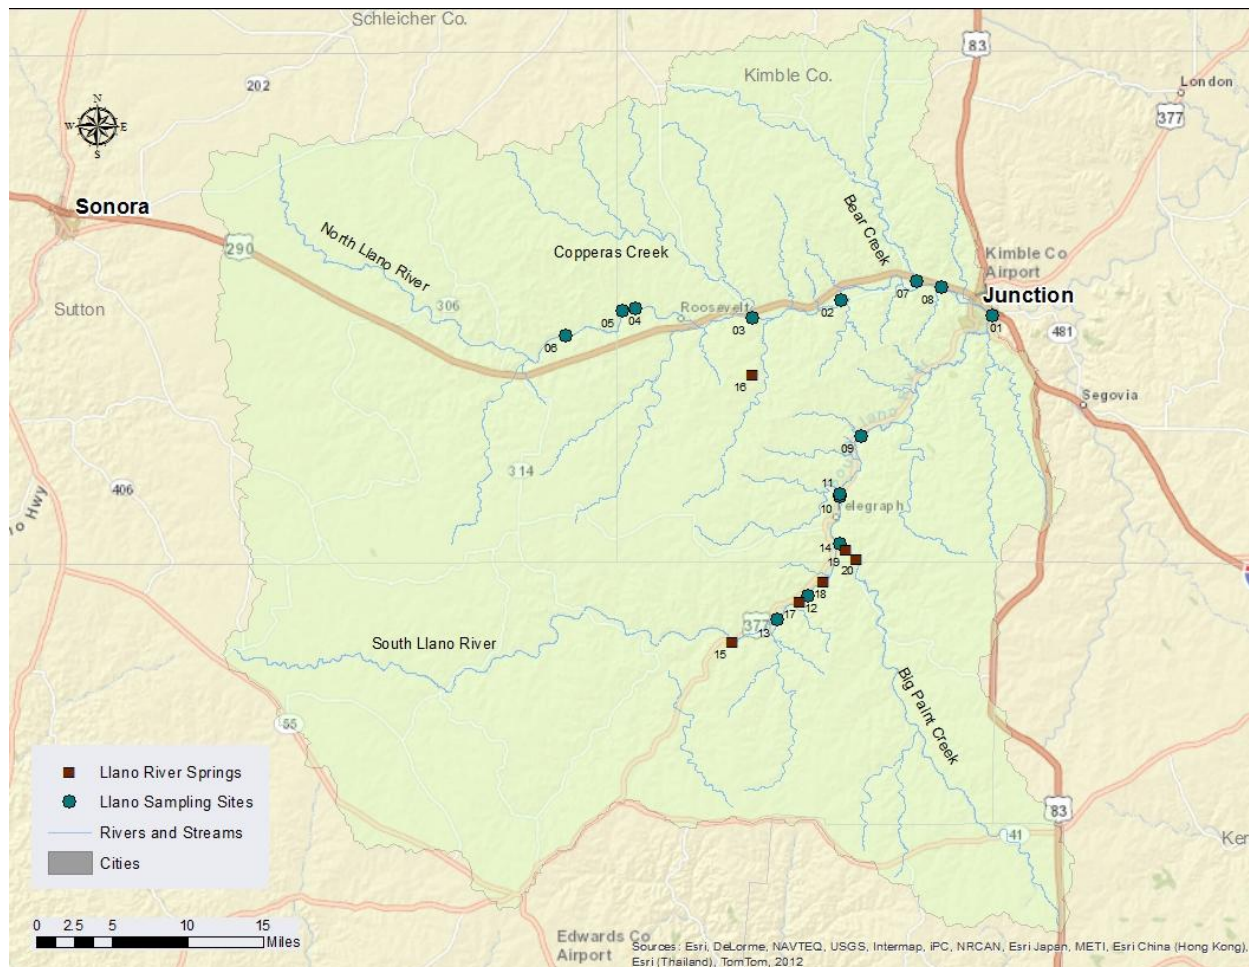 Schleicher Co.
83
Kimble Co.
London
202
377
N
W
E
S
Sonora
Bear Creek
290
North Llano River
Copperas Creek
Kimble Co
Airport
Sutton
306
Roosevelt
07
08
Junction
05
04
03
02
01
06
481
16
Segovia
09
314
406
11
10
Telegraph
o Hwy
14
19
20
18
17
12
377
13
South Llano River
15
Big Paint Creek
55
Llano River Springs
Llano Sampling Sites
83
41
Rivers and Streams
Ker
Cities
0 2.5 5 10 15
Miles
Edwards Co
Airport
Sources: Esri, DeLorme, NAVTEQ, USGS, Intermap, iPC, NRCAN, Esri Japan, METI, Esri China (Hong Kong),
Esri (Thailand), TomTom, 2012